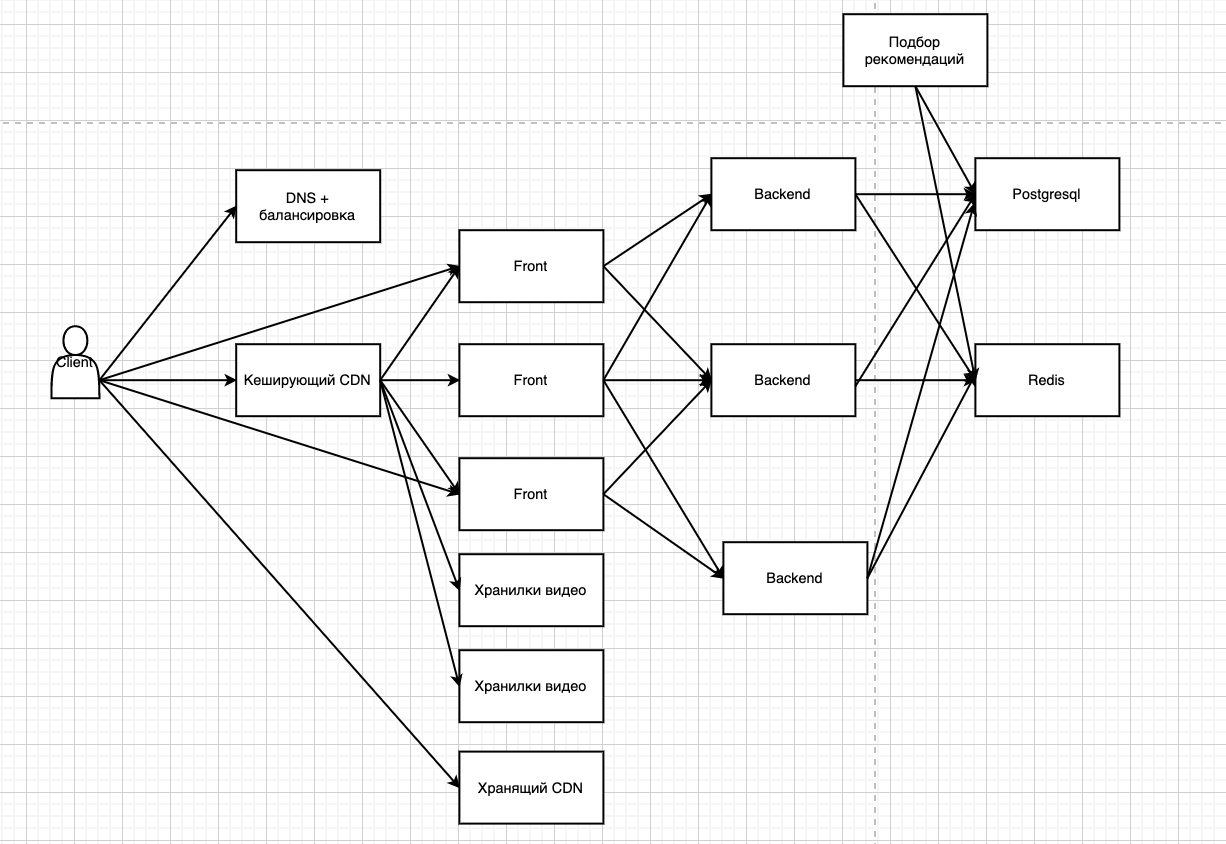 Подбор
рекомендаций
DNS +
балансировка
Backend
Postgresql
Front
Client
Кеширующий CDN
Front
Backend
Redis
Front
Backend
Хранилки видео
Хранилки видео
Хранящий CDN